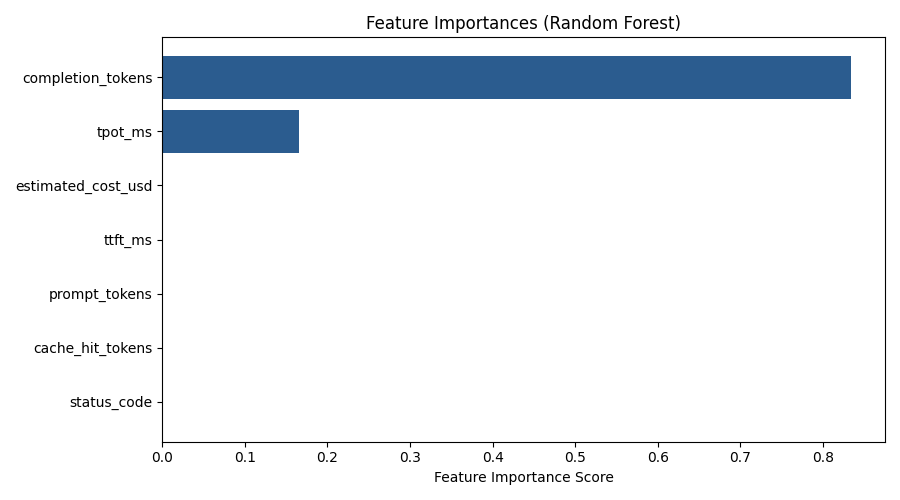 Feature Importances (Random Forest)
completion_tokens
tpot_ms
estimated_cost_usd
ttft_ms
prompt_tokens
cache_hit_tokens
status_code
0.0 0.1 0.2 0.3 0.4 0.5 0.6 0.7 0.8
Feature Importance Score